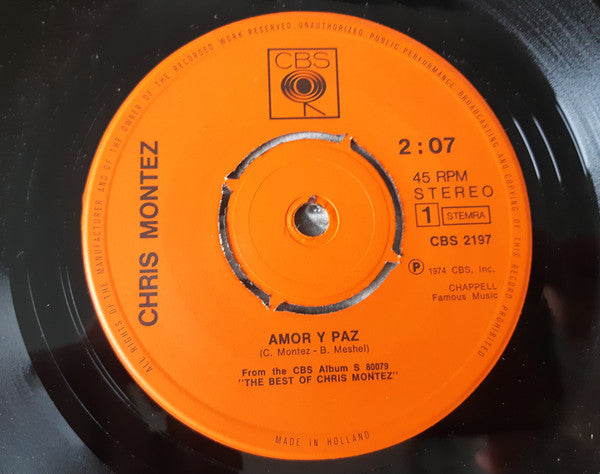 ALL RIGHTS OF THE MANUFACTURER AND OF THE OWNER OF THE RECORDED WORK RESERVED UNAUTHORIZED PUBLIC PERFORMANCE BROADCASTING AND COPYING OF THIS RECORD PROHIBITED
CBS
CHRIS MONTEZ
2:07
45 RPM
STEREO
1 STEMRA
CBS 2197
Ⓟ 1974 CBS, Inc.
CHAPPELL
Famous Music
AMOR Y PAZ
(C. Montez - B. Meshel)
From the CBS Album S 80079
"THE BEST OF CHRIS MONTEZ"
MADE IN HOLLAND